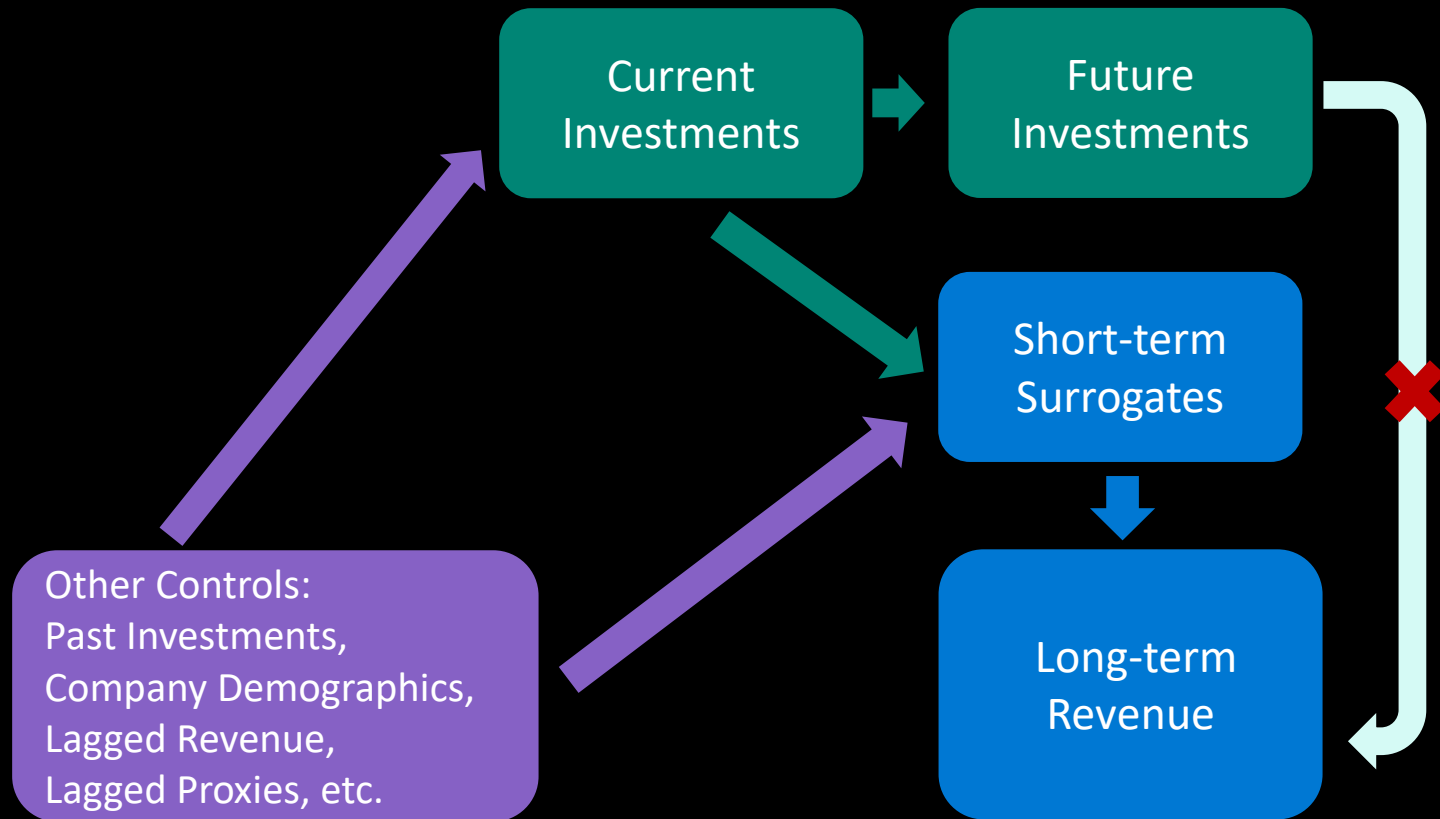 Current
Investments
Future
Investments
Short-term
Surrogates
Other Controls:
Past Investments,
Company Demographics,
Lagged Revenue,
Lagged Proxies, etc.
Long-term
Revenue